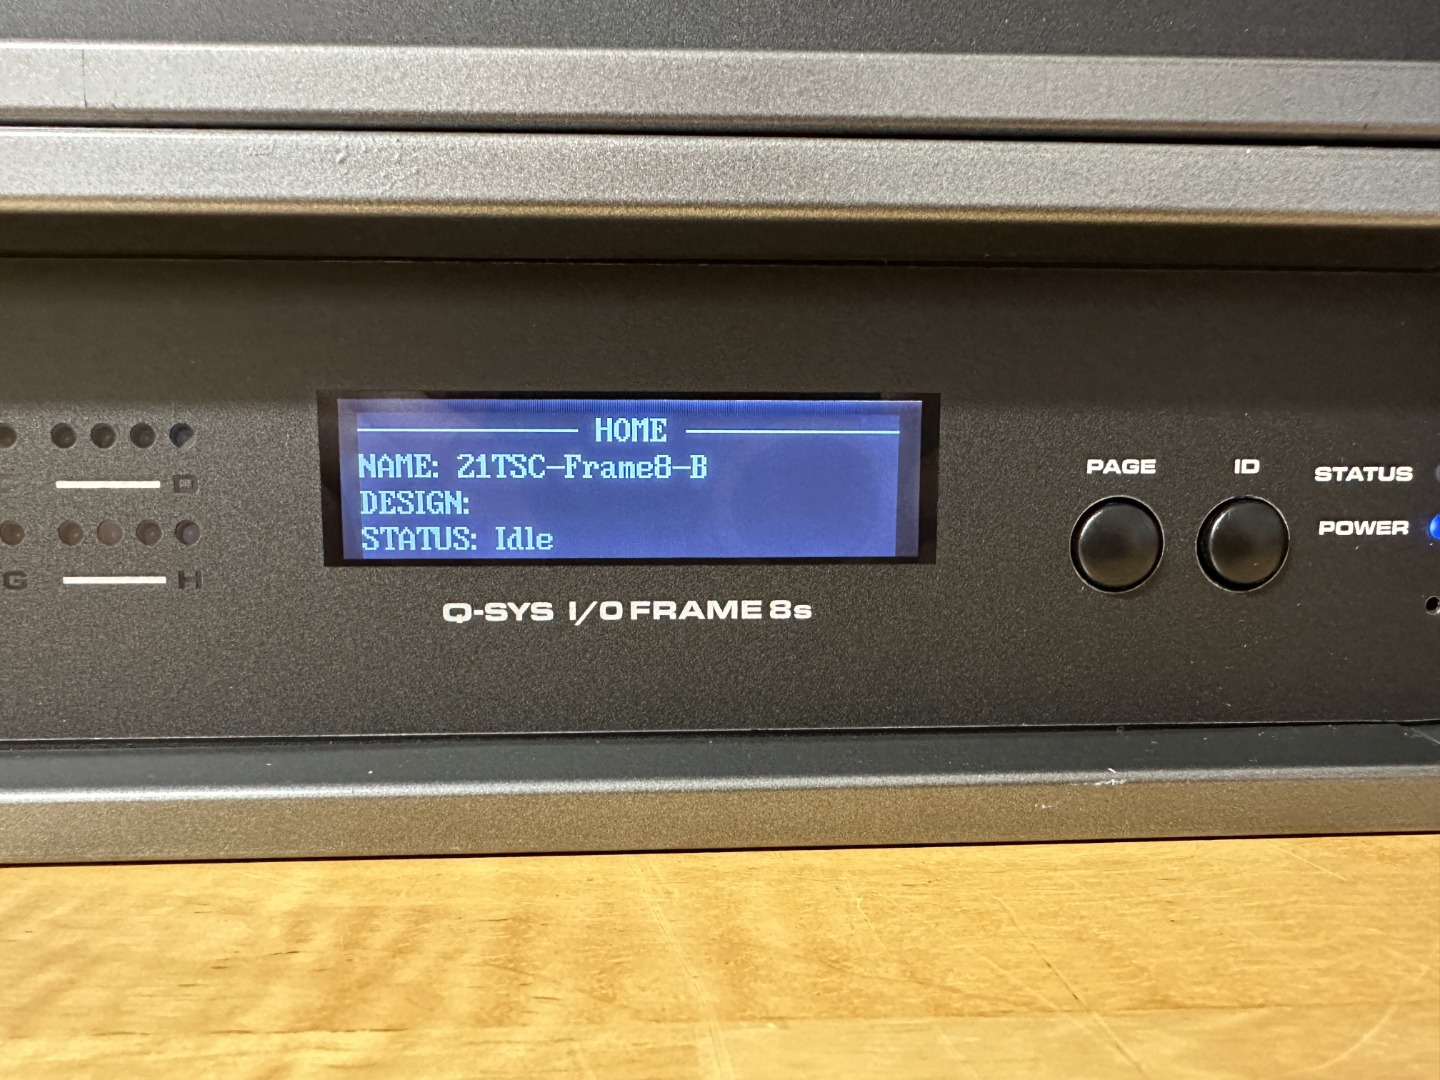 HOME
NAME: 21TSC-Frame8-B
DESIGN:
STATUS: Idle
Q-SYS I/O FRAME 8s
PAGE
ID
STATUS
POWER
D
G
H